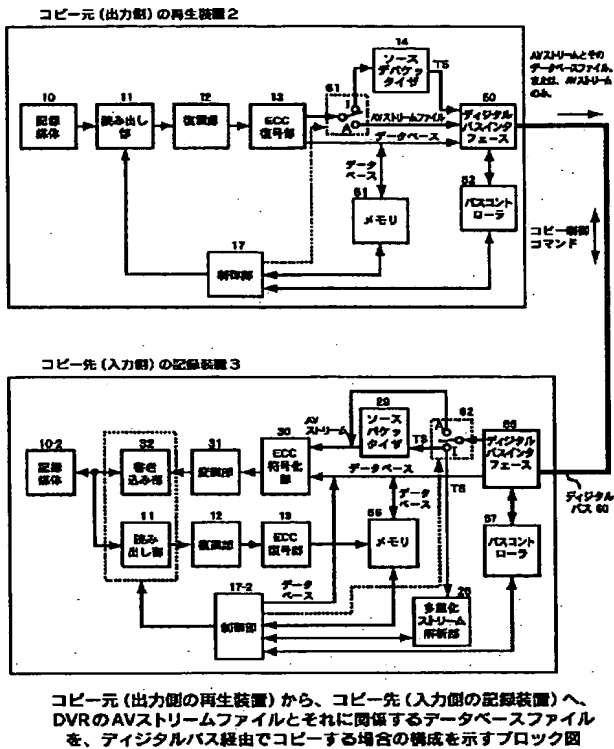 コピー元(出力側)の再生装置2
14
ソース
デパケッ
タイザ
TS
AVストリームとその
データベースファイル、
または、AVストリーム
のみ。
10
記録
媒体
11
読み出し
部
12
復調部
13
ECC
復号部
61
I
A
AVストリームファイル
データベース
50
ディジタル
バスインタ
フェース
データ
ベース
51
メモリ
52
バスコント
ローラ
コピー制御
コマンド
17
制御部
コピー先(入力側)の記録装置3
10-2
記録
媒体
32
書き
込み部
31
変調部
30
ECC
符号化
部
AV
ストリーム
29
ソース
パケッ
タイザ
TS
A
I
62
ディジタル
バスインタ
フェース
データベース
TS
ディジタル
バス 60
11
読み
出し部
12
復調部
13
ECC
復号部
データ
ベース
56
メモリ
57
バスコント
ローラ
データ
ベース
17-2
制御部
26
多重化
ストリーム
解析部
コピー元(出力側の再生装置)から、コピー先(入力側の記録装置)へ、
DVRのAVストリームファイルとそれに関係するデータベースファイル
を、ディジタルバス経由でコピーする場合の構成を示すブロック図